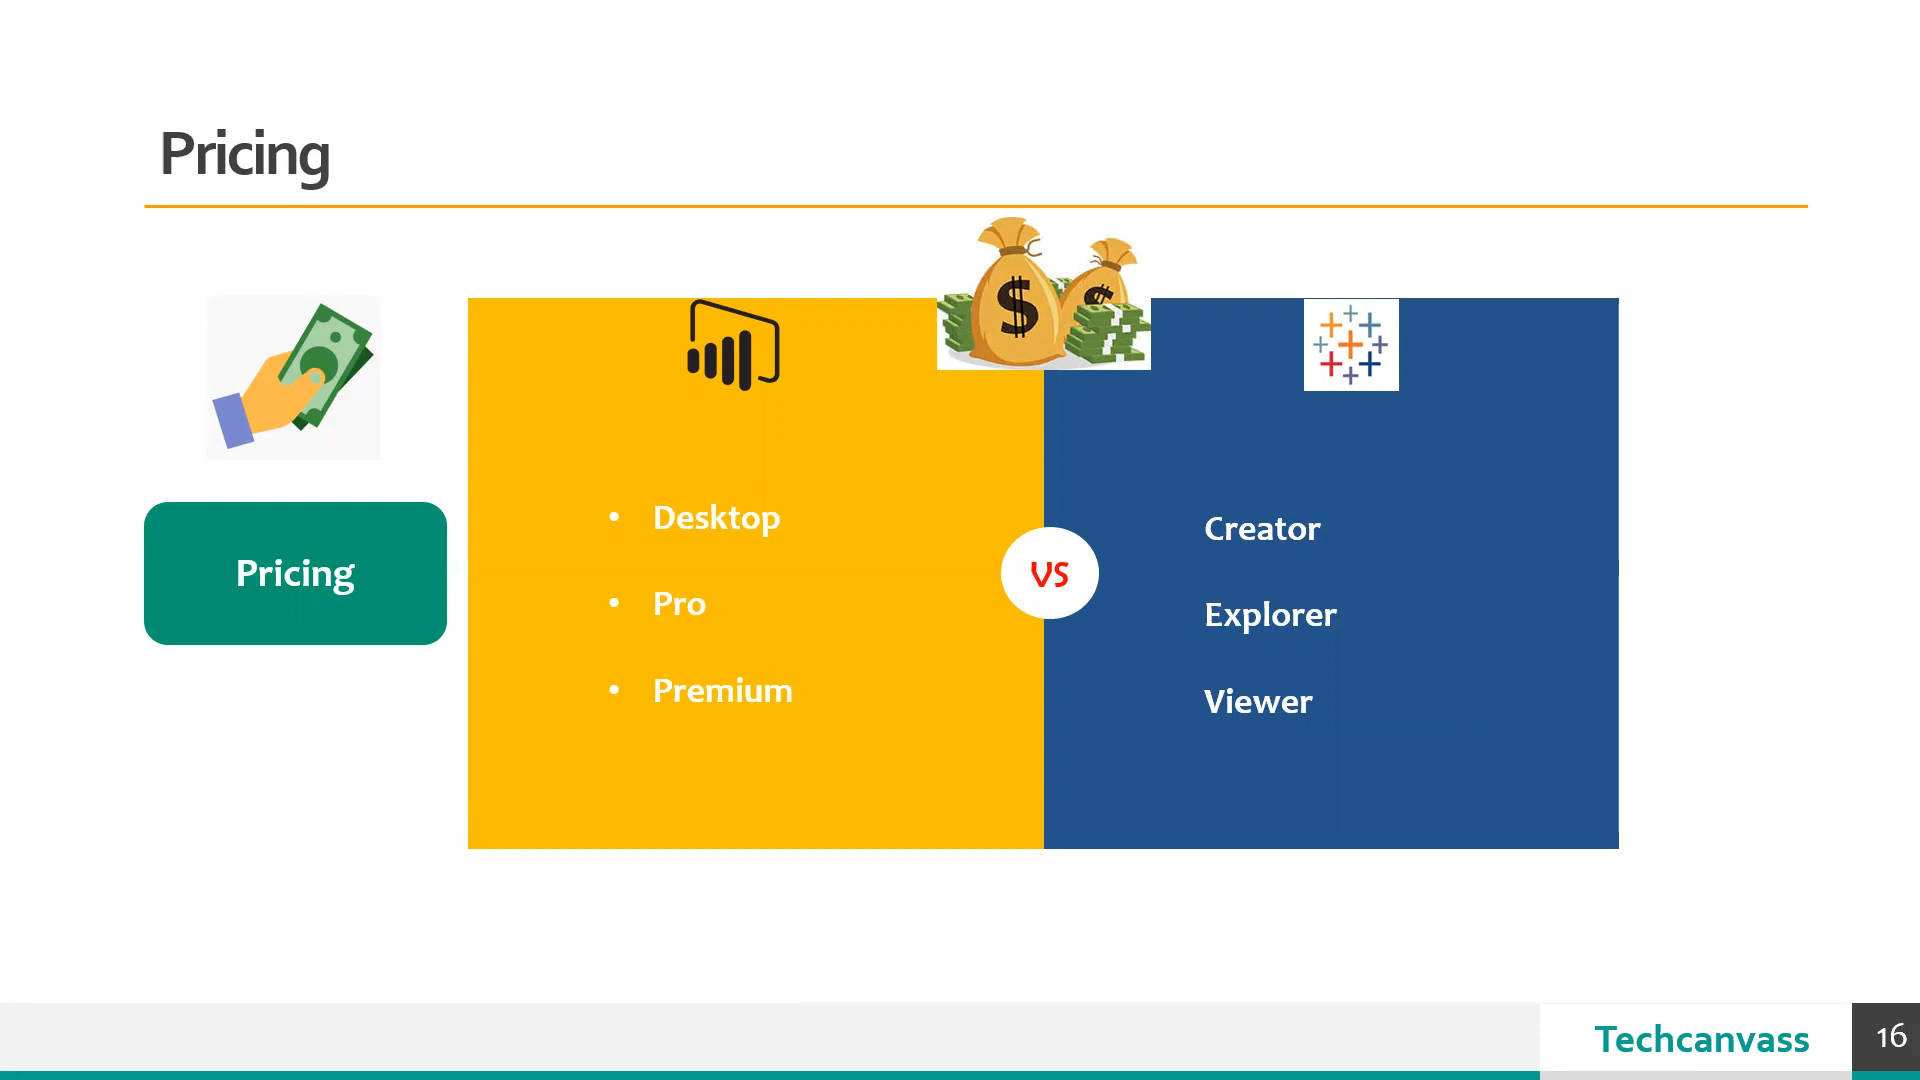 Pricing
Pricing
• Desktop
• Pro
• Premium
VS
Creator
Explorer
Viewer
Techcanvass
16